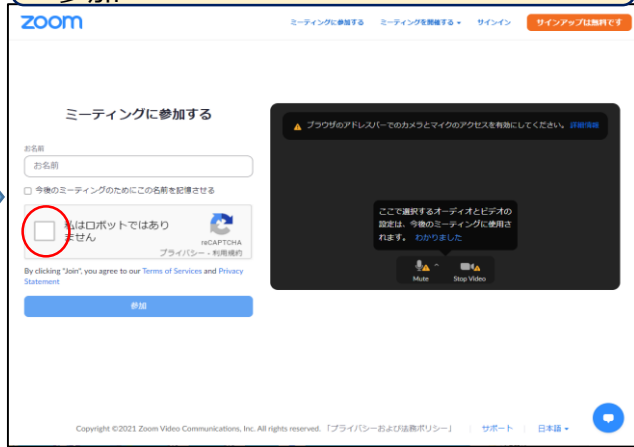 zoom
ミーティングに参加する
ミーティングを開催する
サインイン
サインアップは無料です
ミーティングに参加する
お名前
お名前
今後のミーティングのためにこの名前を記憶させる
私はロボットではあり
ません
reCAPTCHA
プライバシー - 利用規約
By clicking "Join", you agree to our Terms of Services and Privacy
Statement
参加
ブラウザのアドレスバーでのカメラとマイクのアクセスを有効にしてください。 詳細情報
ここで選択するオーディオとビデオの
設定は、今後のミーティングに使用さ
れます。 わかりました
Mute
Stop Video
Copyright ©2021 Zoom Video Communications, Inc. All rights reserved. 「プライバシーおよび法務ポリシー」
サポート
日本語